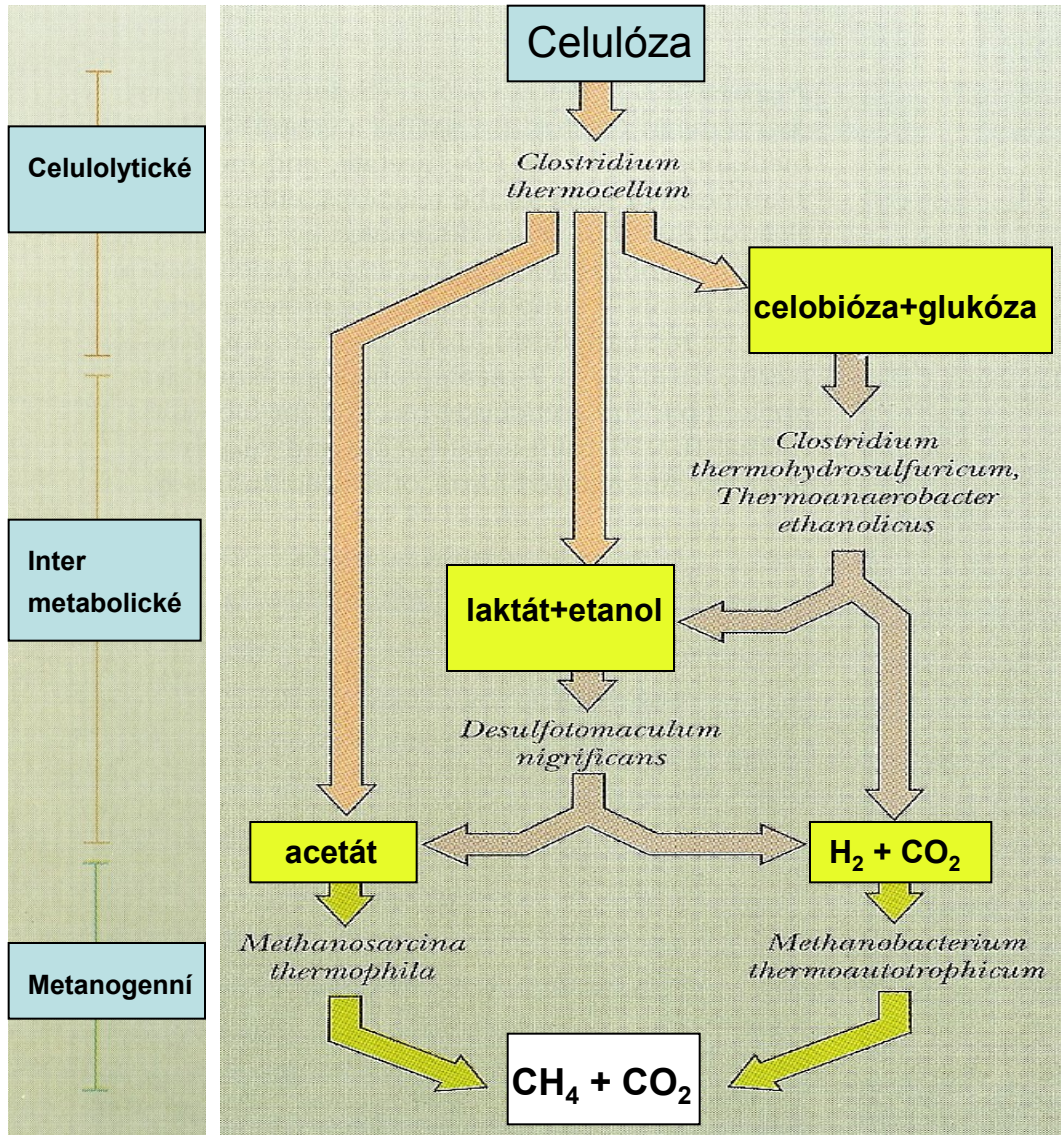 Celulóza
Celulolytické
Clostridium
thermocellum
celobióza+glukóza
Clostridium
thermohydrosulfuricum,
Thermoanaerobacter
ethanolicus
Inter
metabolické
laktát+etanol
Desulfotomaculum
nigrificans
acetát
H₂ + CO₂
Methanosarcina
thermophila
Methanobacterium
thermoautotrophicum
Metanogenní
CH₄ + CO₂